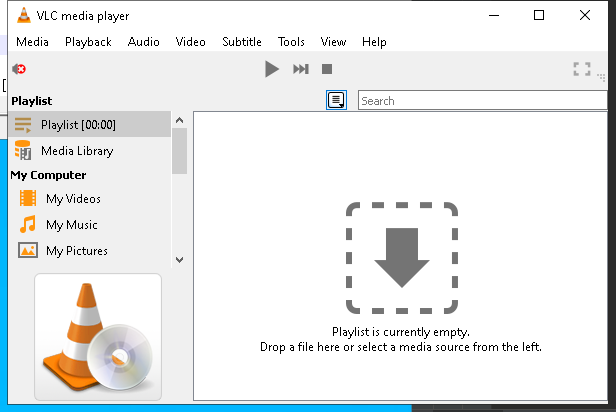 VLC media player
Media Playback Audio Video Subtitle Tools View Help
Playlist
Search
Playlist [00:00]
Media Library
My Computer
My Videos
My Music
My Pictures
Playlist is currently empty.
Drop a file here or select a media source from the left.
[